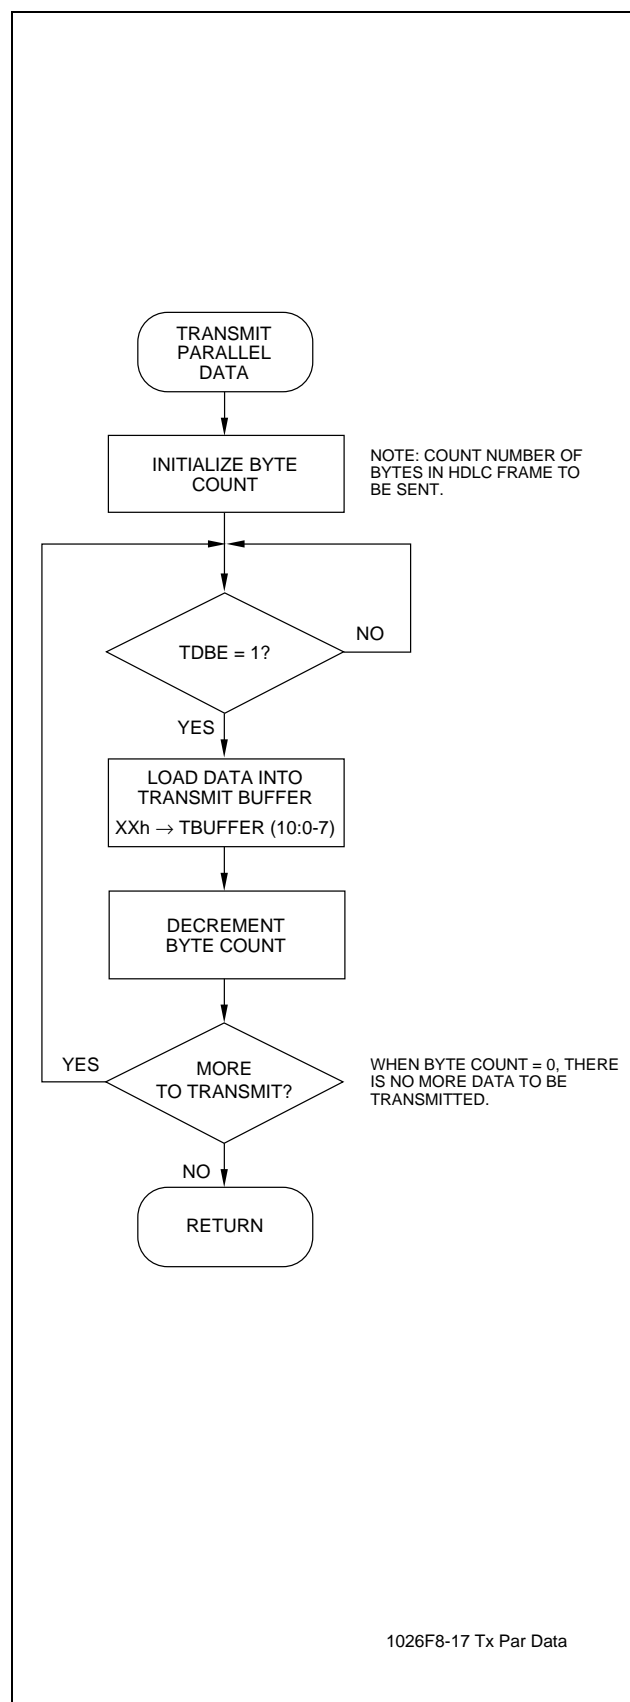 TRANSMIT
PARALLEL
DATA
INITIALIZE BYTE
COUNT
NOTE: COUNT NUMBER OF
BYTES IN HDLC FRAME TO
BE SENT.
TDBE = 1?
NO
YES
LOAD DATA INTO
TRANSMIT BUFFER
XXh → TBUFFER (10:0-7)
DECREMENT
BYTE COUNT
YES
MORE
TO TRANSMIT?
WHEN BYTE COUNT = 0, THERE
IS NO MORE DATA TO BE
TRANSMITTED.
NO
RETURN
1026F8-17 Tx Par Data